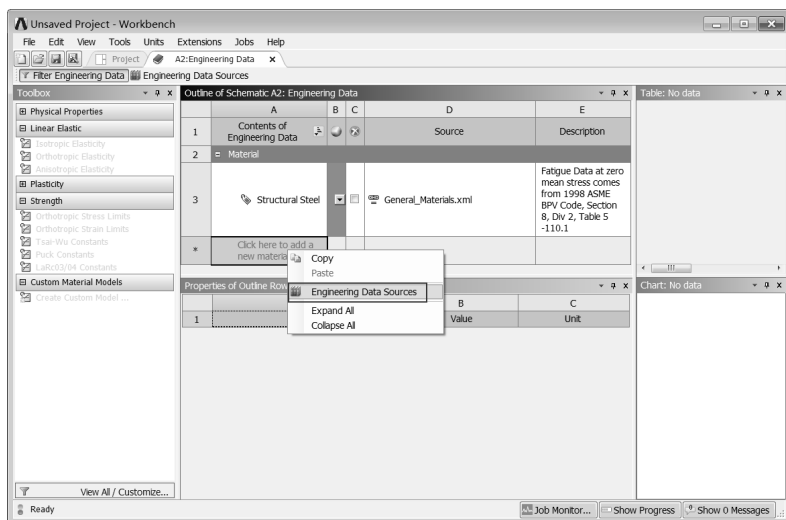 Unsaved Project - Workbench
File Edit View Tools Units Extensions Jobs Help
Project A2:Engineering Data x
Filter Engineering Data Engineering Data Sources
Toolbox
Physical Properties
Linear Elastic
Isotropic Elasticity
Orthotropic Elasticity
Anisotropic Elasticity
Plasticity
Strength
Orthotropic Stress Limits
Orthotropic Strain Limits
Tsai-Wu Constants
Puck Constants
LaRc03/04 Constants
Custom Material Models
Create Custom Model ...
View All / Customize...
Outline of Schematic A2: Engineering Data
A B C D E
1 Contents of Engineering Data Source Description
2 Material
3 Structural Steel General_Materials.xml
Fatigue Data at zero
mean stress comes
from 1998 ASME
BPV Code, Section
8, Div 2, Table 5
-110.1
* Click here to add a
new materia
Copy
Paste
Engineering Data Sources
Expand All
Collapse All
Properties of Outline Row
B C
1 Value Unit
Table: No data
Chart: No data
Ready
Job Monitor... Show Progress Show 0 Messages